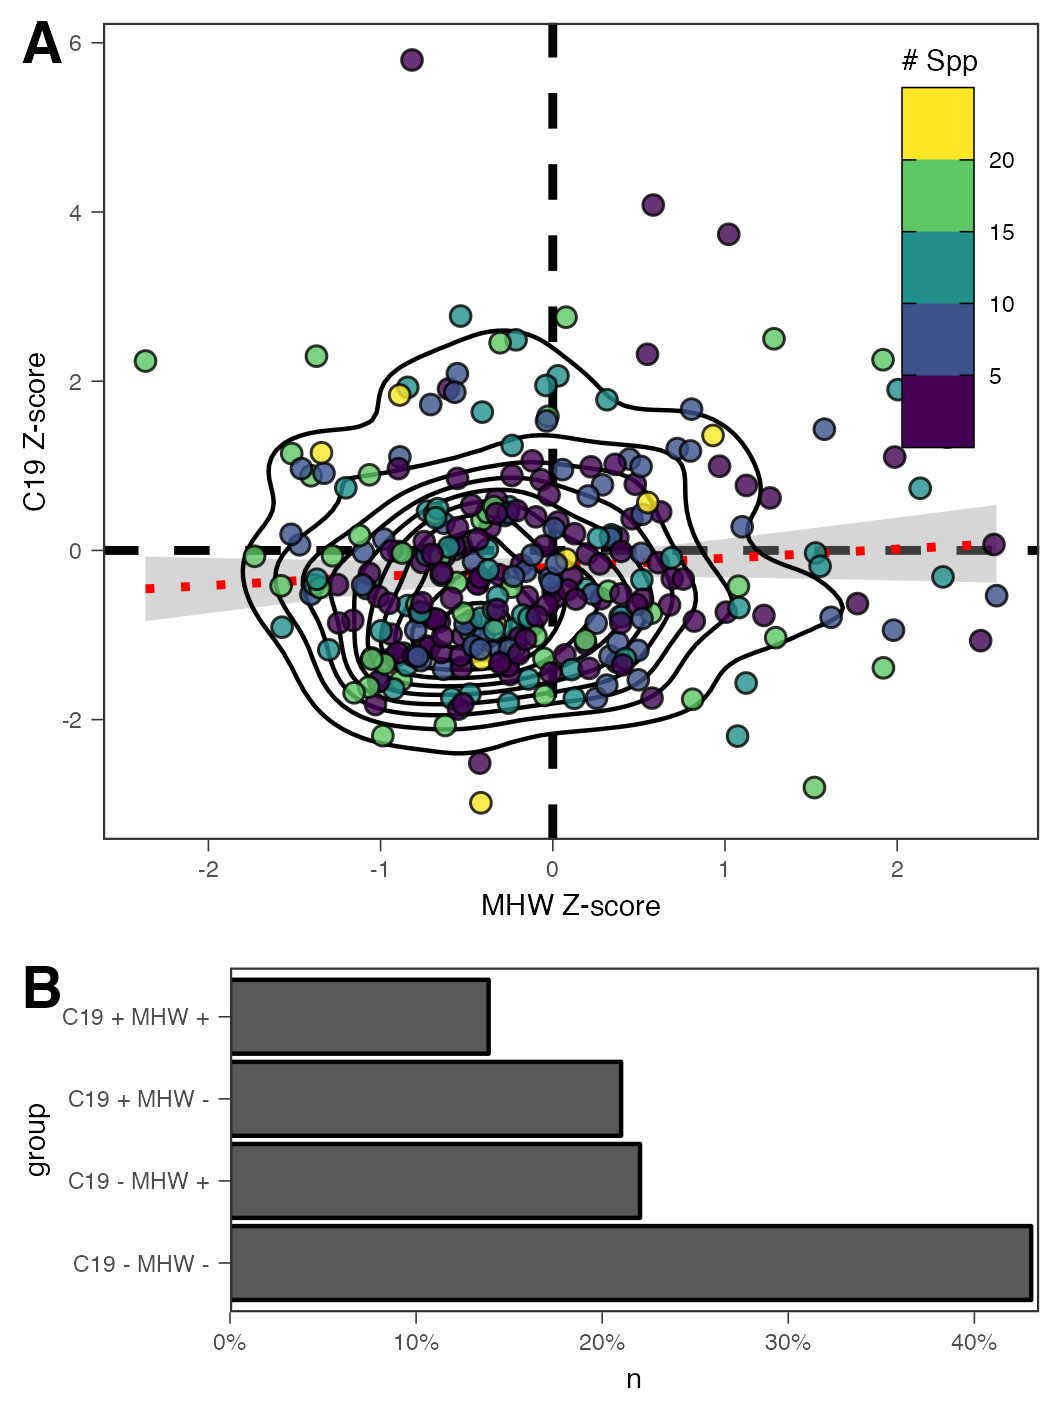 A
# Spp
20
15
10
5
6
4
2
0
-2
C19 Z-score
-2
-1
0
1
2
MHW Z-score
B
C19 + MHW +
C19 + MHW -
C19 - MHW +
C19 - MHW -
group
0%
10%
20%
30%
40%
n